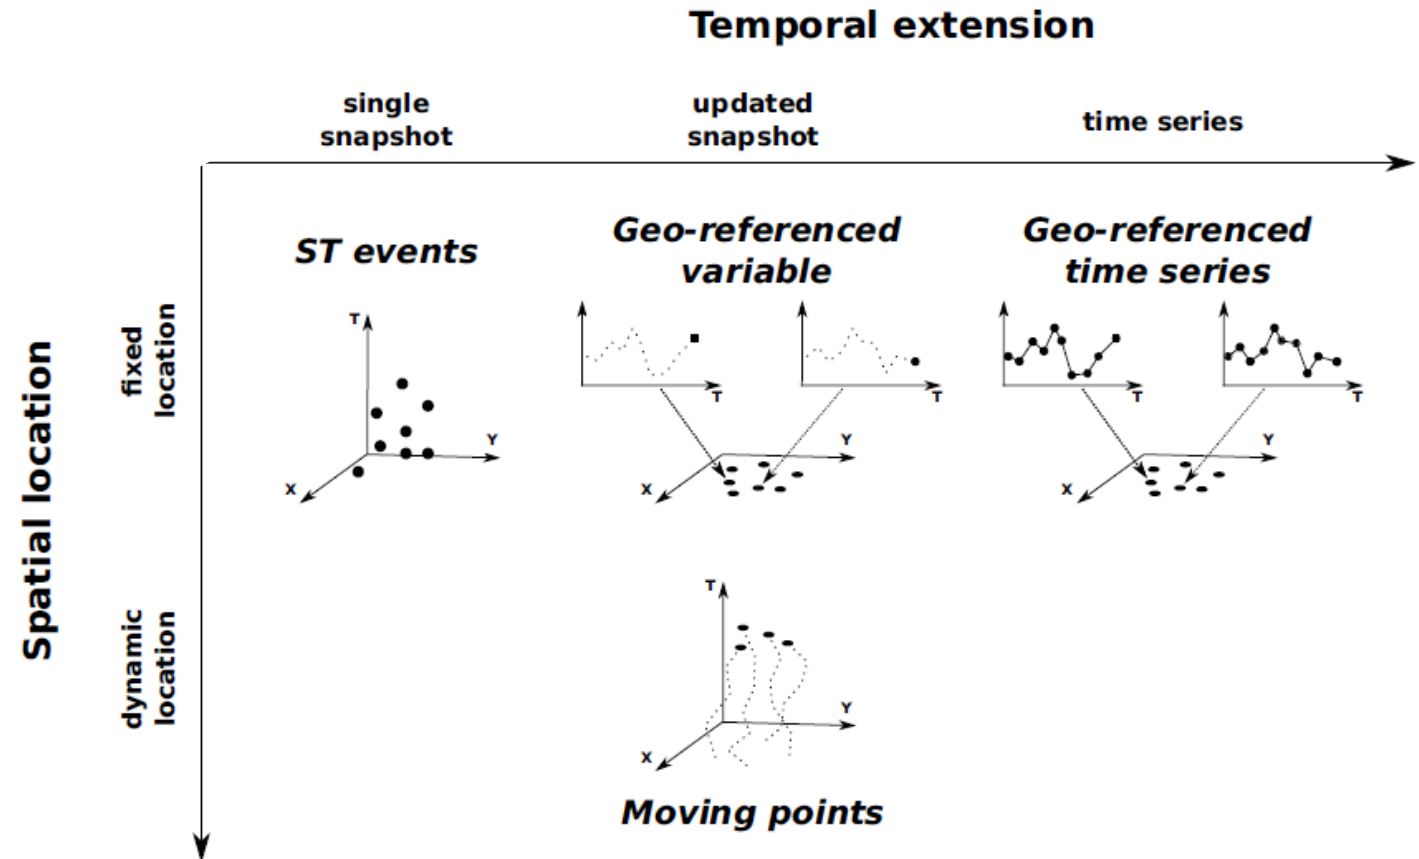 Temporal extension
single
snapshot
updated
snapshot
time series
Spatial location
fixed
location
ST events
T
Y
X
Geo-referenced
variable
T
T
Y
X
Geo-referenced
time series
T
T
Y
X
dynamic
location
T
Y
X
Moving points